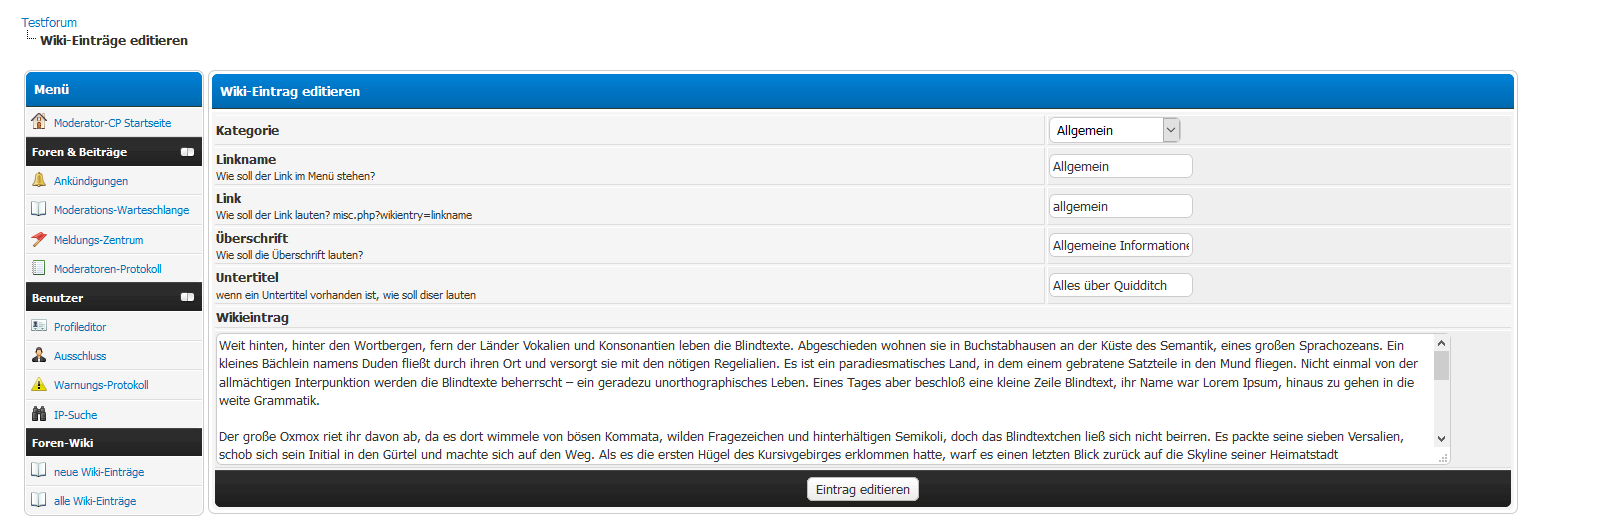 Testforum
Wiki-Einträge editieren
Menü
Moderator-CP Startseite
Foren & Beiträge
Ankündigungen
Moderations-Warteschlange
Meldungs-Zentrum
Moderatoren-Protokoll
Benutzer
Profileditor
Ausschluss
Warnungs-Protokoll
IP-Suche
Foren-Wiki
neue Wiki-Einträge
alle Wiki-Einträge
Wiki-Eintrag editieren
Kategorie
Allgemein
Linkname
Wie soll der Link im Menü stehen?
Allgemein
Link
Wie soll der Link lauten? misc.php?wikientry=linkname
allgemein
Überschrift
Wie soll die Überschrift lauten?
Allgemeine Informatione
Untertitel
wenn ein Untertitel vorhanden ist, wie soll diser lauten
Alles über Quidditch
Wikieintrag
Weit hinten, hinter den Wortbergen, fern der Länder Vokalien und Konsonantien leben die Blindtexte. Abgeschieden wohnen sie in Buchstabhausen an der Küste des Semantik, eines großen Sprachozeans. Ein
kleines Bächlein namens Duden fließt durch ihren Ort und versorgt sie mit den nötigen Regelialien. Es ist ein paradiesmatisches Land, in dem einem gebratene Satzteile in den Mund fliegen. Nicht einmal von der
allmächtigen Interpunktion werden die Blindtexte beherrscht – ein geradezu unorthographisches Leben. Eines Tages aber beschloß eine kleine Zeile Blindtext, ihr Name war Lorem Ipsum, hinaus zu gehen in die
weite Grammatik.
Der große Oxmox riet ihr davon ab, da es dort wimmele von bösen Kommata, wilden Fragezeichen und hinterhältigen Semikoli, doch das Blindtextchen ließ sich nicht beirren. Es packte seine sieben Versalien,
schob sich sein Initial in den Gürtel und machte sich auf den Weg. Als es die ersten Hügel des Kursivgebirges erklommen hatte, warf es einen letzten Blick zurück auf die Skyline seiner Heimatstadt
Eintrag editieren